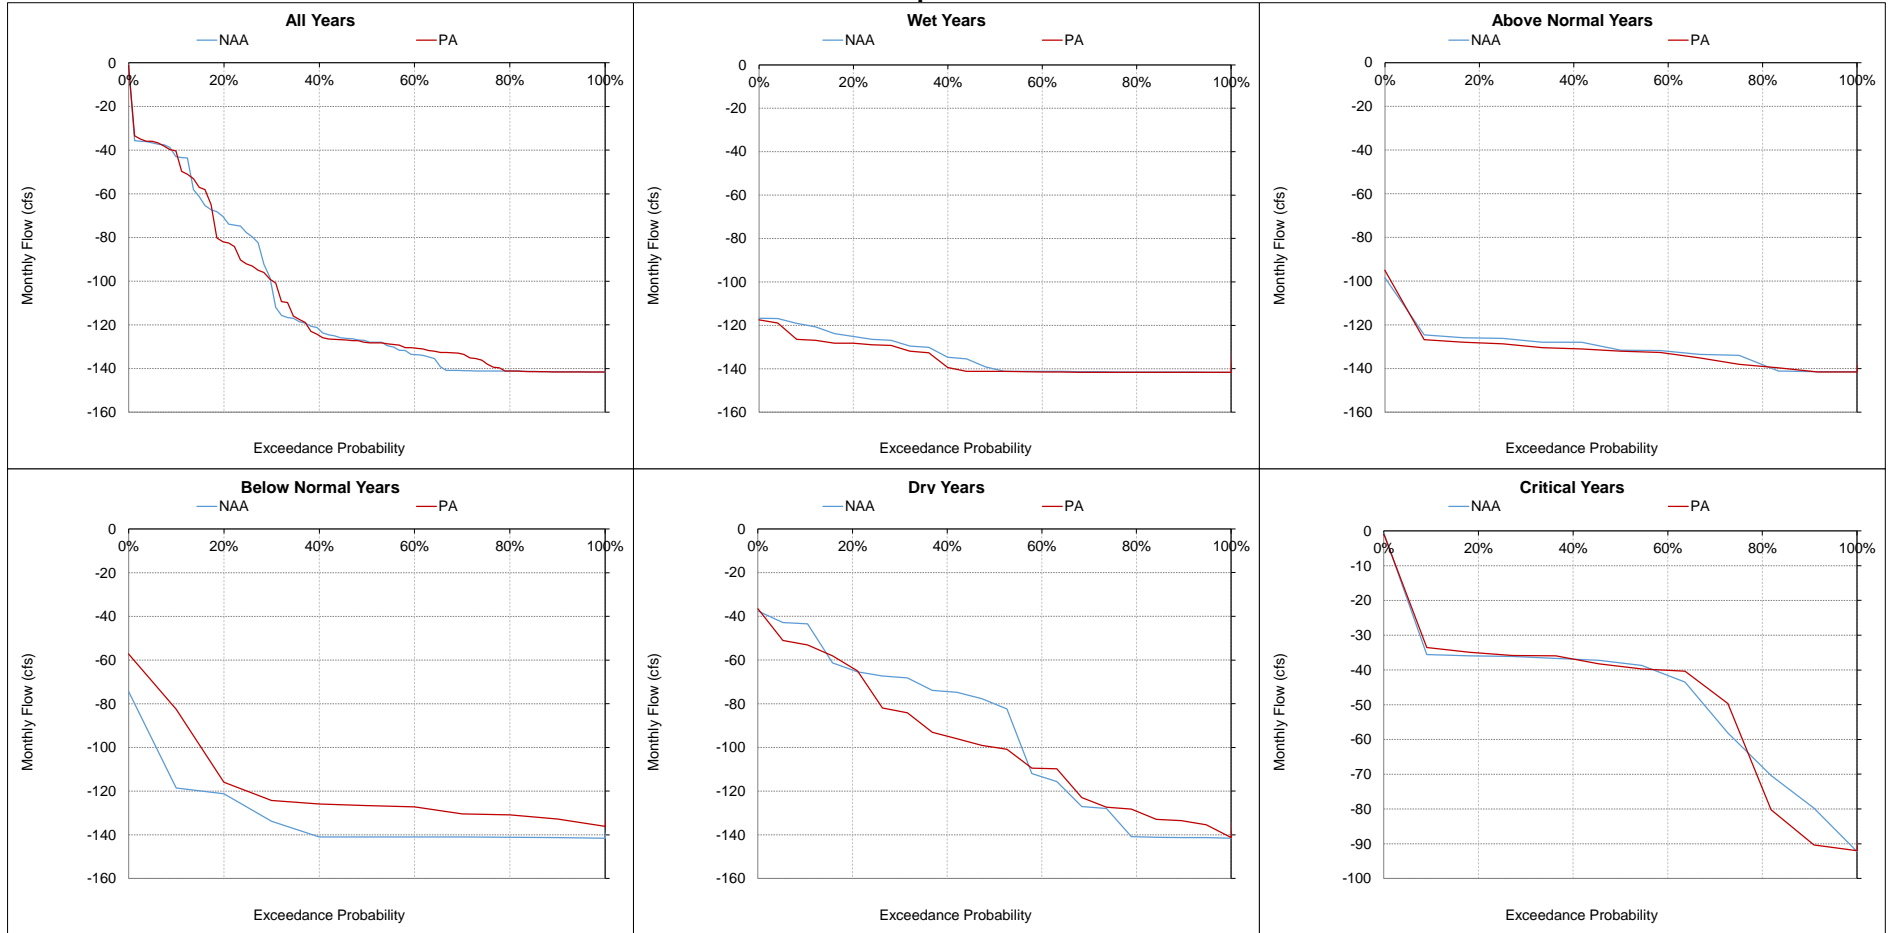 All Years
NAA PA
0
-20
-40
-60
-80
-100
-120
-140
-160
0% 20% 40% 60% 80% 100%
Monthly Flow (cfs)
Exceedance Probability
Wet Years
NAA PA
0
-20
-40
-60
-80
-100
-120
-140
-160
0% 20% 40% 60% 80% 100%
Monthly Flow (cfs)
Exceedance Probability
Above Normal Years
NAA PA
0
-20
-40
-60
-80
-100
-120
-140
-160
0% 20% 40% 60% 80% 100%
Monthly Flow (cfs)
Exceedance Probability
Below Normal Years
NAA PA
0
-20
-40
-60
-80
-100
-120
-140
-160
0% 20% 40% 60% 80% 100%
Monthly Flow (cfs)
Exceedance Probability
Dry Years
NAA PA
0
-20
-40
-60
-80
-100
-120
-140
-160
0% 20% 40% 60% 80% 100%
Monthly Flow (cfs)
Exceedance Probability
Critical Years
NAA PA
0
-10
-20
-30
-40
-50
-60
-70
-80
-90
-100
0% 20% 40% 60% 80% 100%
Monthly Flow (cfs)
Exceedance Probability